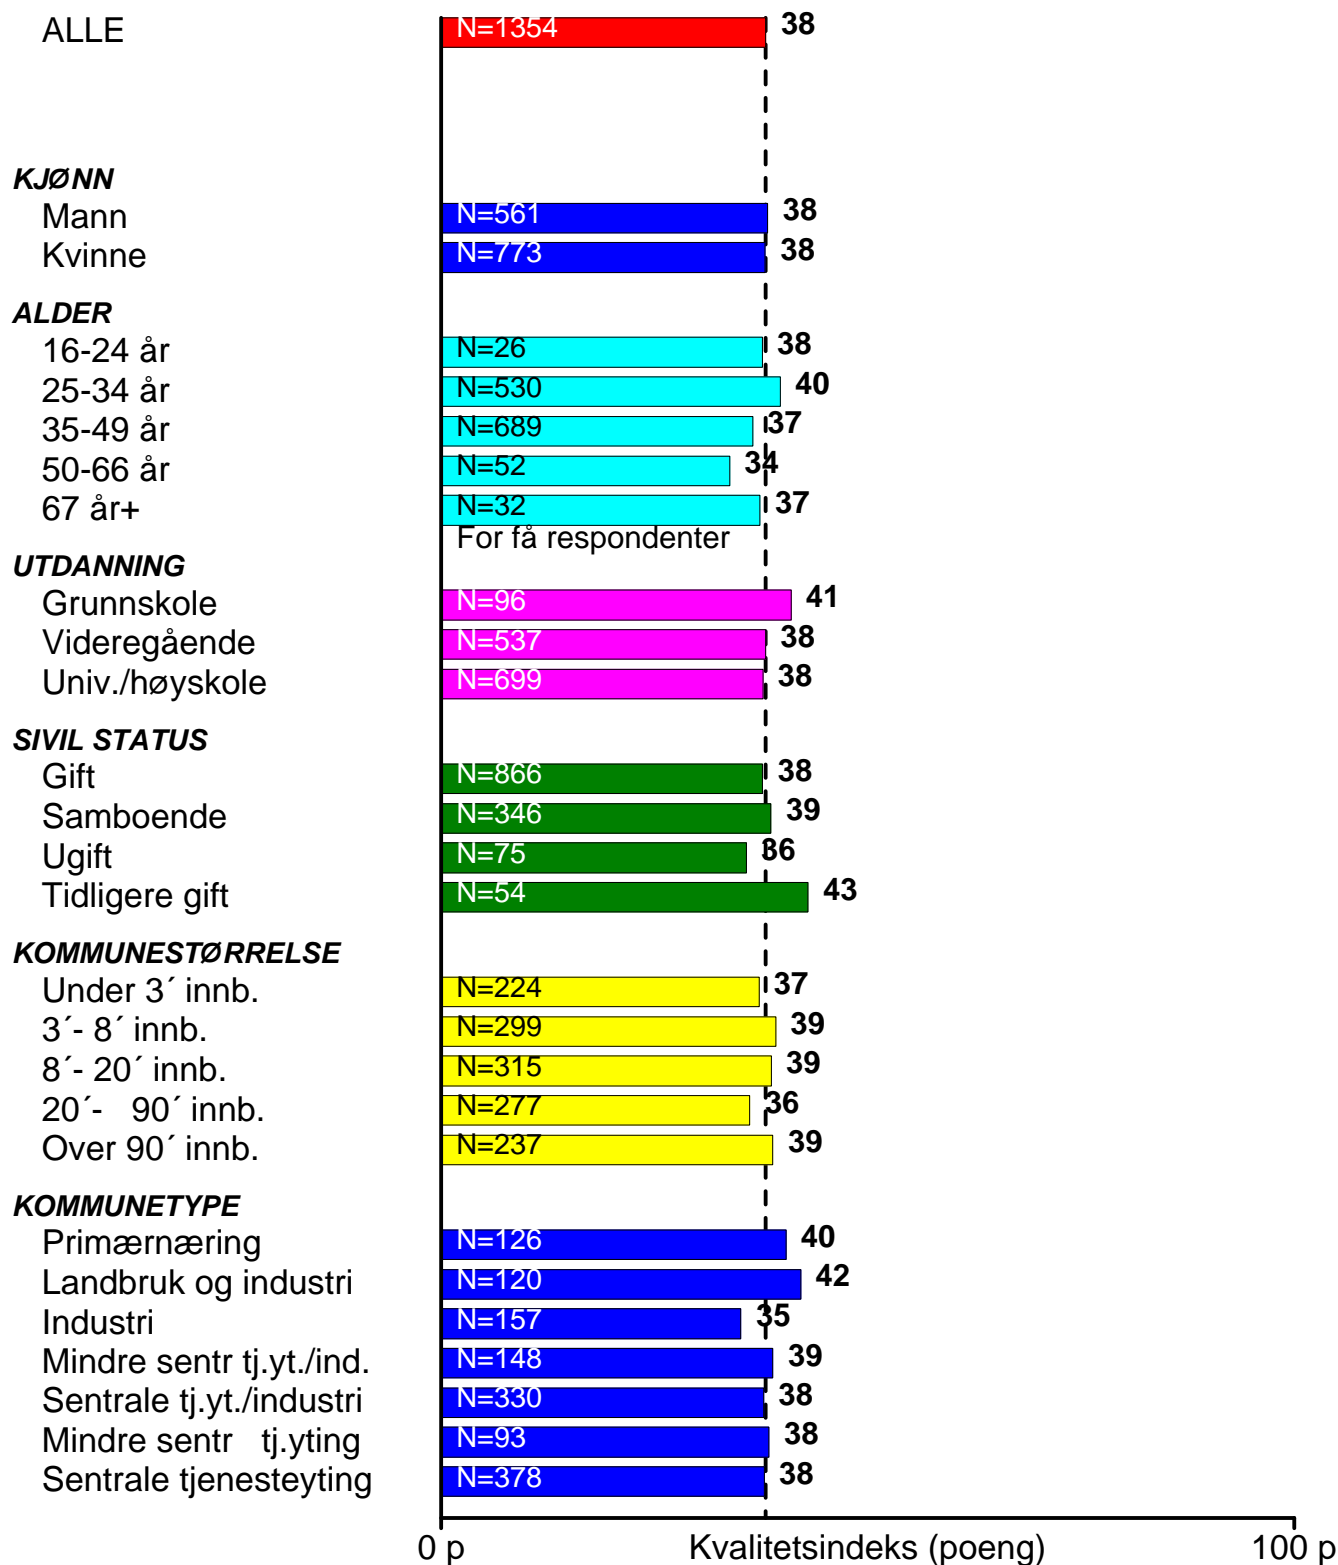 ALLE N=1354 38
KJØNN
Mann N=561 38
Kvinne N=773 38
ALDER
16-24 år N=26 38
25-34 år N=530 40
35-49 år N=689 37
50-66 år N=52 34
67 år+ N=32 37
For få respondenter
UTDANNING
Grunnskole N=96 41
Videregående N=537 38
Univ./høyskole N=699 38
SIVIL STATUS
Gift N=866 38
Samboende N=346 39
Ugift N=75 36
Tidligere gift N=54 43
KOMMUNESTØRRELSE
Under 3´ innb. N=224 37
3´- 8´ innb. N=299 39
8´- 20´ innb. N=315 39
20´- 90´ innb. N=277 36
Over 90´ innb. N=237 39
KOMMUNETYPE
Primærnæring N=126 40
Landbruk og industri N=120 42
Industri N=157 35
Mindre sentr tj.yt./ind. N=148 39
Sentrale tj.yt./industri N=330 38
Mindre sentr tj.yting N=93 38
Sentrale tjenesteyting N=378 38
0 p Kvalitetsindeks (poeng) 100 p